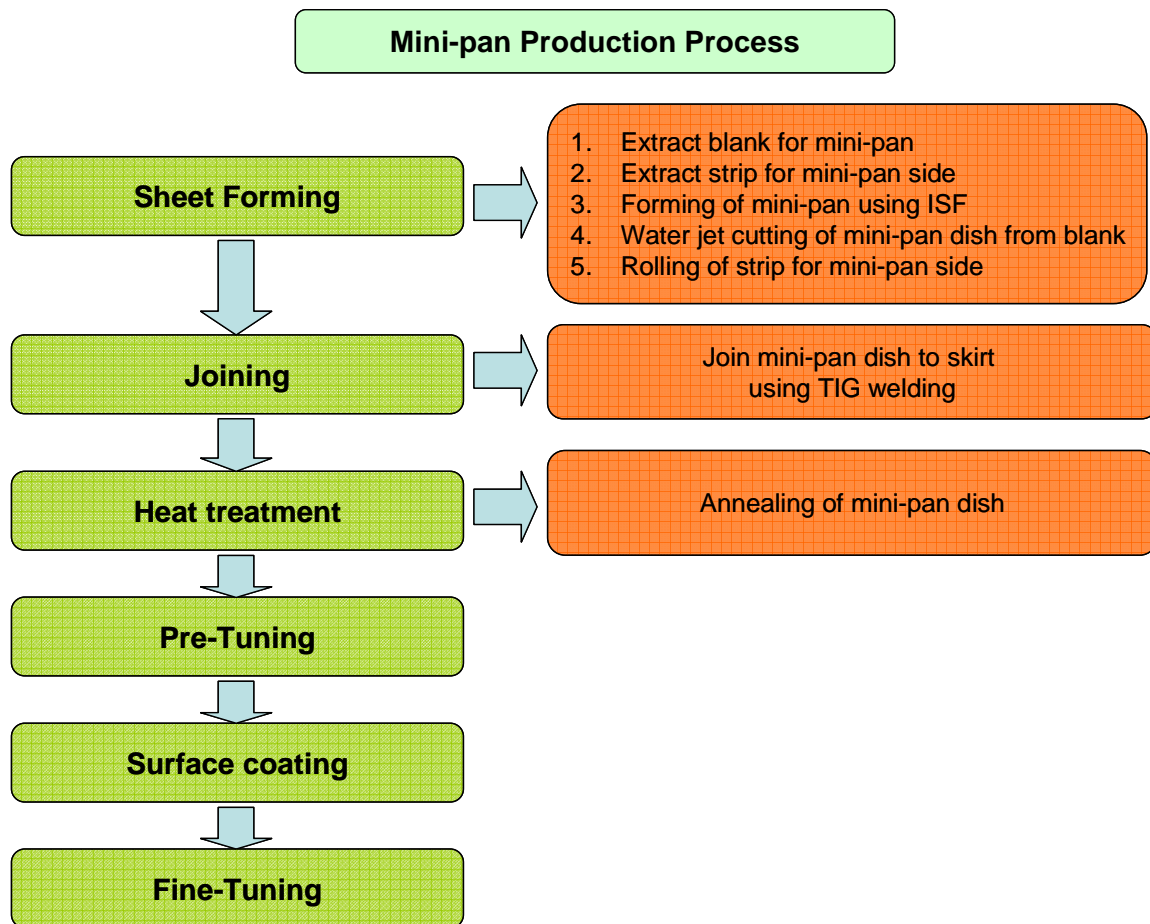 Mini-pan Production Process
Sheet Forming
1. Extract blank for mini-pan
2. Extract strip for mini-pan side
3. Forming of mini-pan using ISF
4. Water jet cutting of mini-pan dish from blank
5. Rolling of strip for mini-pan side
Joining
Join mini-pan dish to skirt
using TIG welding
Heat treatment
Annealing of mini-pan dish
Pre-Tuning
Surface coating
Fine-Tuning